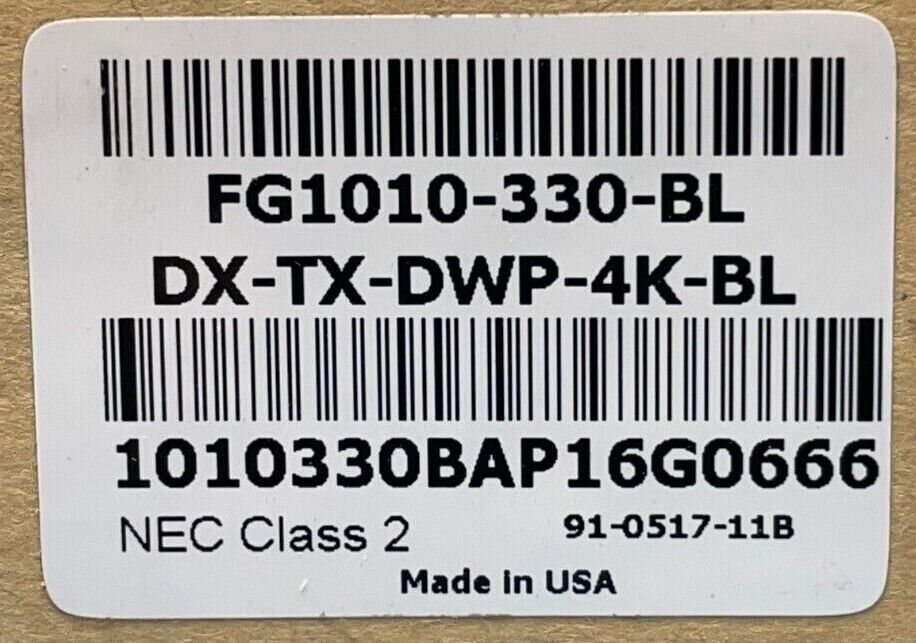 FG1010-330-BL
DX-TX-DWP-4K-BL
1010330BAP16G0666
NEC Class 2 91-0517-11B
Made in USA